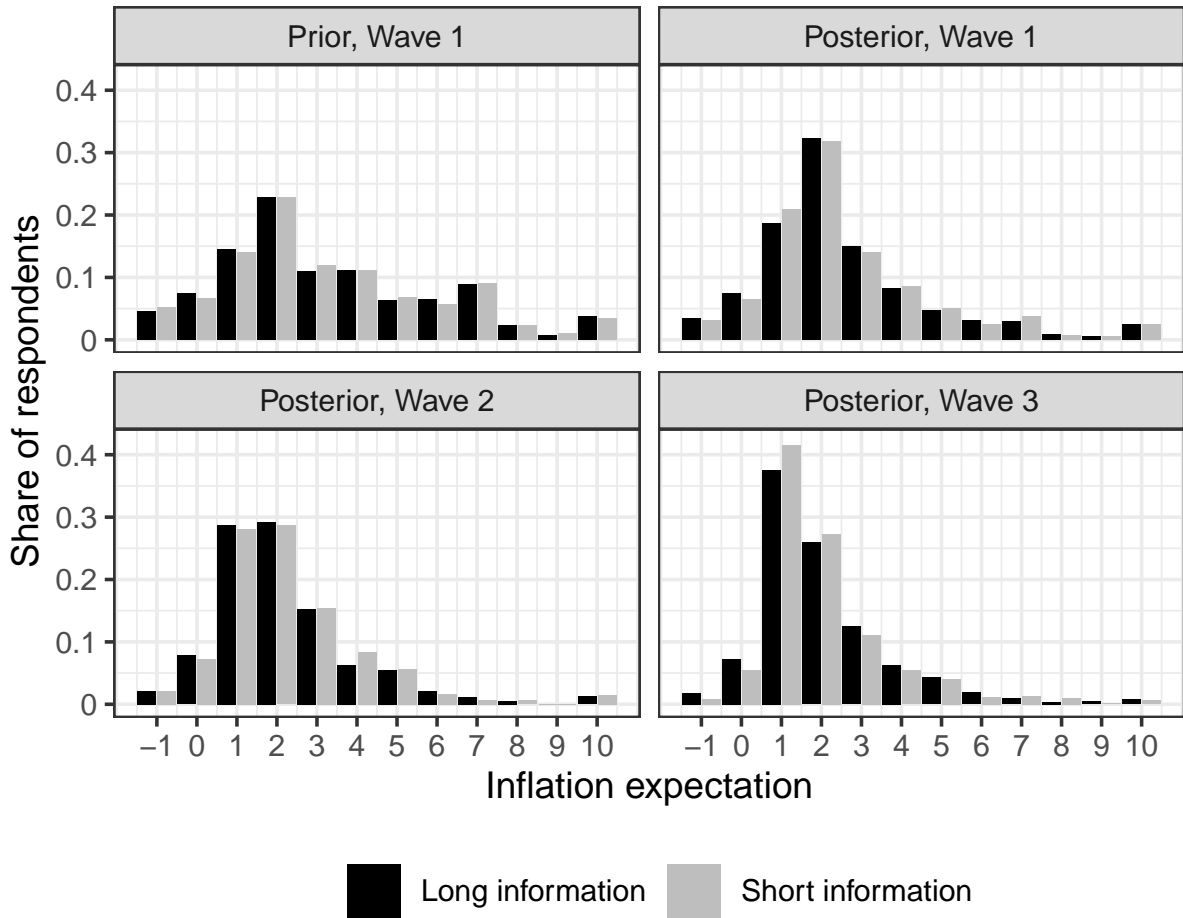 Prior, Wave 1
Posterior, Wave 1
0.4
0.3
0.2
0.1
0
Posterior, Wave 2
Posterior, Wave 3
0.4
0.3
0.2
0.1
0
Share of respondents
−1 0 1 2 3 4 5 6 7 8 9 10
−1 0 1 2 3 4 5 6 7 8 9 10
Inflation expectation
Long information
Short information